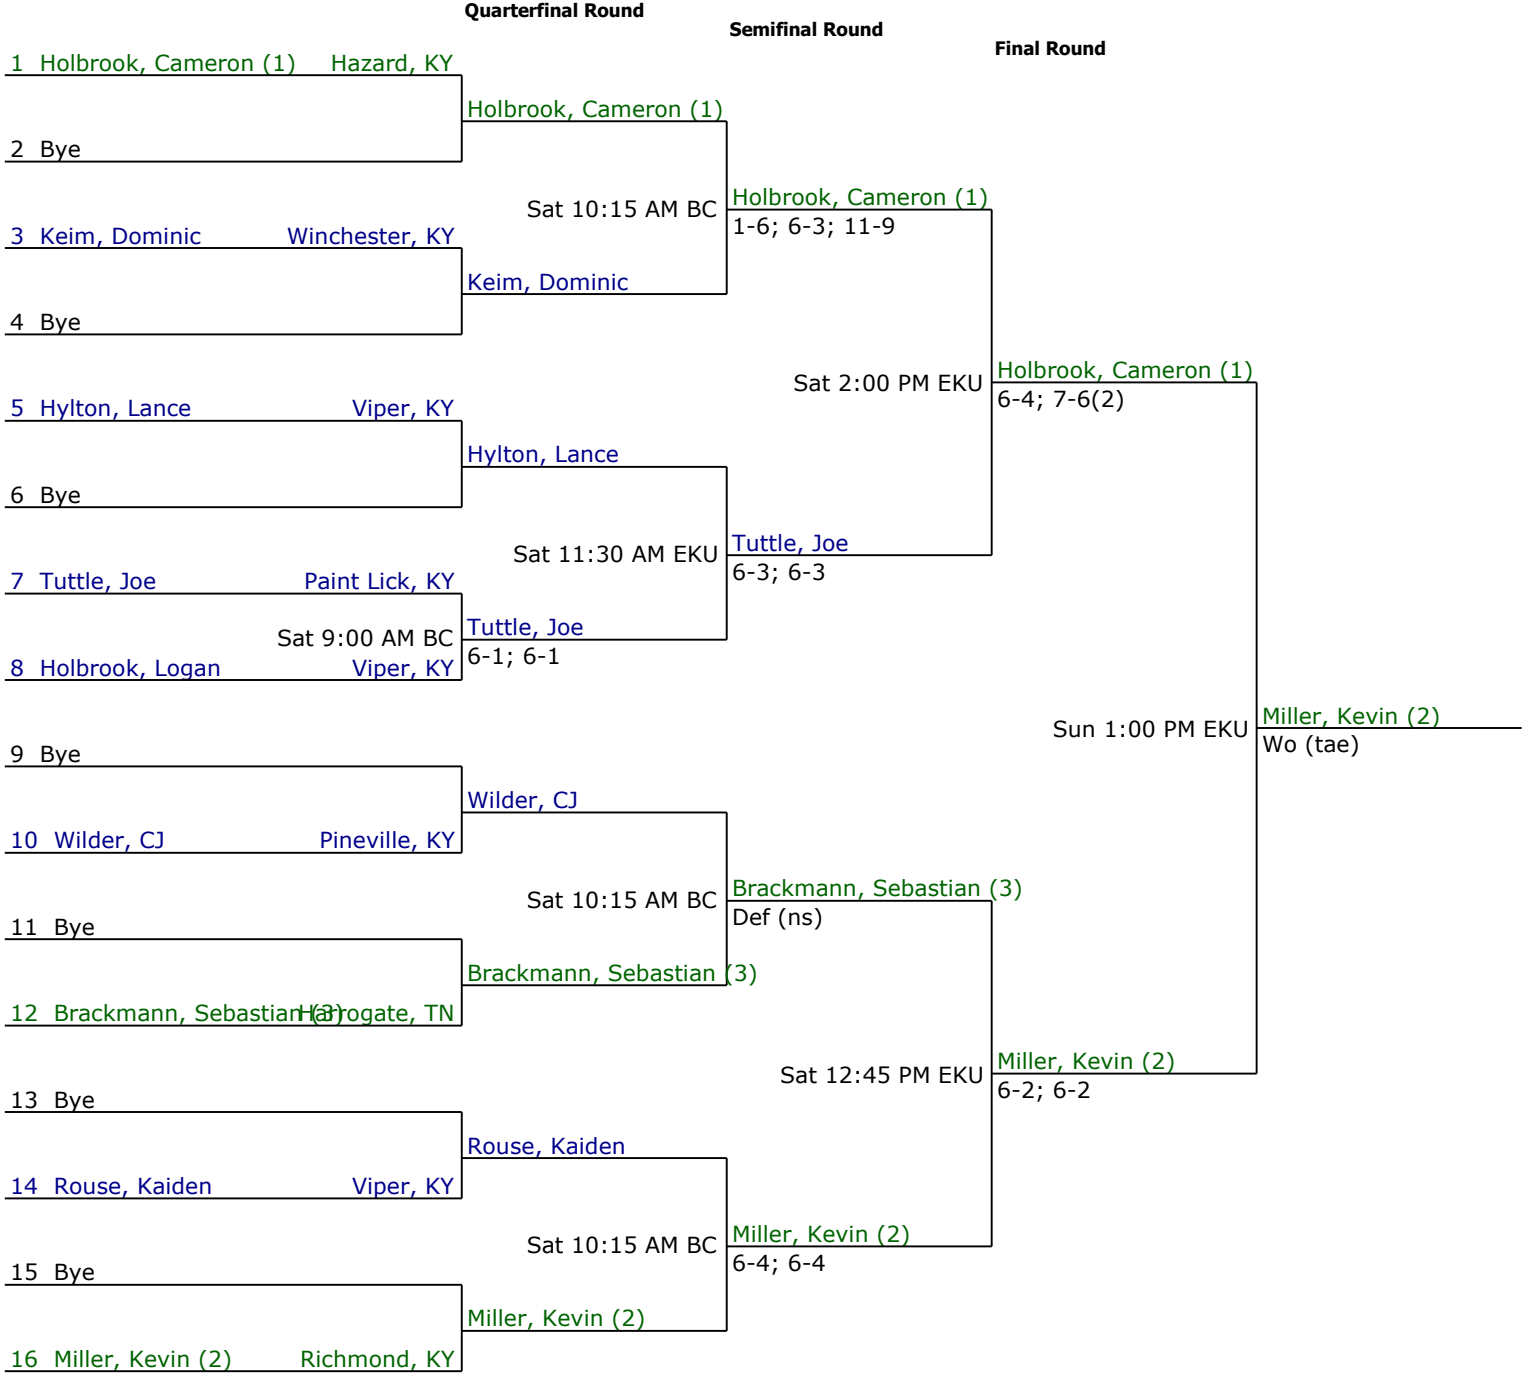 Quarterfinal Round
Semifinal Round
Final Round
1 Holbrook, Cameron (1) Hazard, KY
Holbrook, Cameron (1)
2 Bye
Sat 10:15 AM BC
Holbrook, Cameron (1)
1-6; 6-3; 11-9
3 Keim, Dominic Winchester, KY
Keim, Dominic
4 Bye
Sat 2:00 PM EKU
Holbrook, Cameron (1)
6-4; 7-6(2)
5 Hylton, Lance Viper, KY
Hylton, Lance
6 Bye
Sat 11:30 AM EKU
Tuttle, Joe
6-3; 6-3
7 Tuttle, Joe Paint Lick, KY
Sat 9:00 AM BC
Tuttle, Joe
6-1; 6-1
8 Holbrook, Logan Viper, KY
Sun 1:00 PM EKU
Miller, Kevin (2)
Wo (tae)
9 Bye
Wilder, CJ
10 Wilder, CJ Pineville, KY
Sat 10:15 AM BC
Brackmann, Sebastian (3)
Def (ns)
11 Bye
Brackmann, Sebastian (3)
12 Brackmann, Sebastian (3) Harrogate, TN
Sat 12:45 PM EKU
Miller, Kevin (2)
6-2; 6-2
13 Bye
Rouse, Kaiden
14 Rouse, Kaiden Viper, KY
Sat 10:15 AM BC
Miller, Kevin (2)
6-4; 6-4
15 Bye
Miller, Kevin (2)
16 Miller, Kevin (2) Richmond, KY